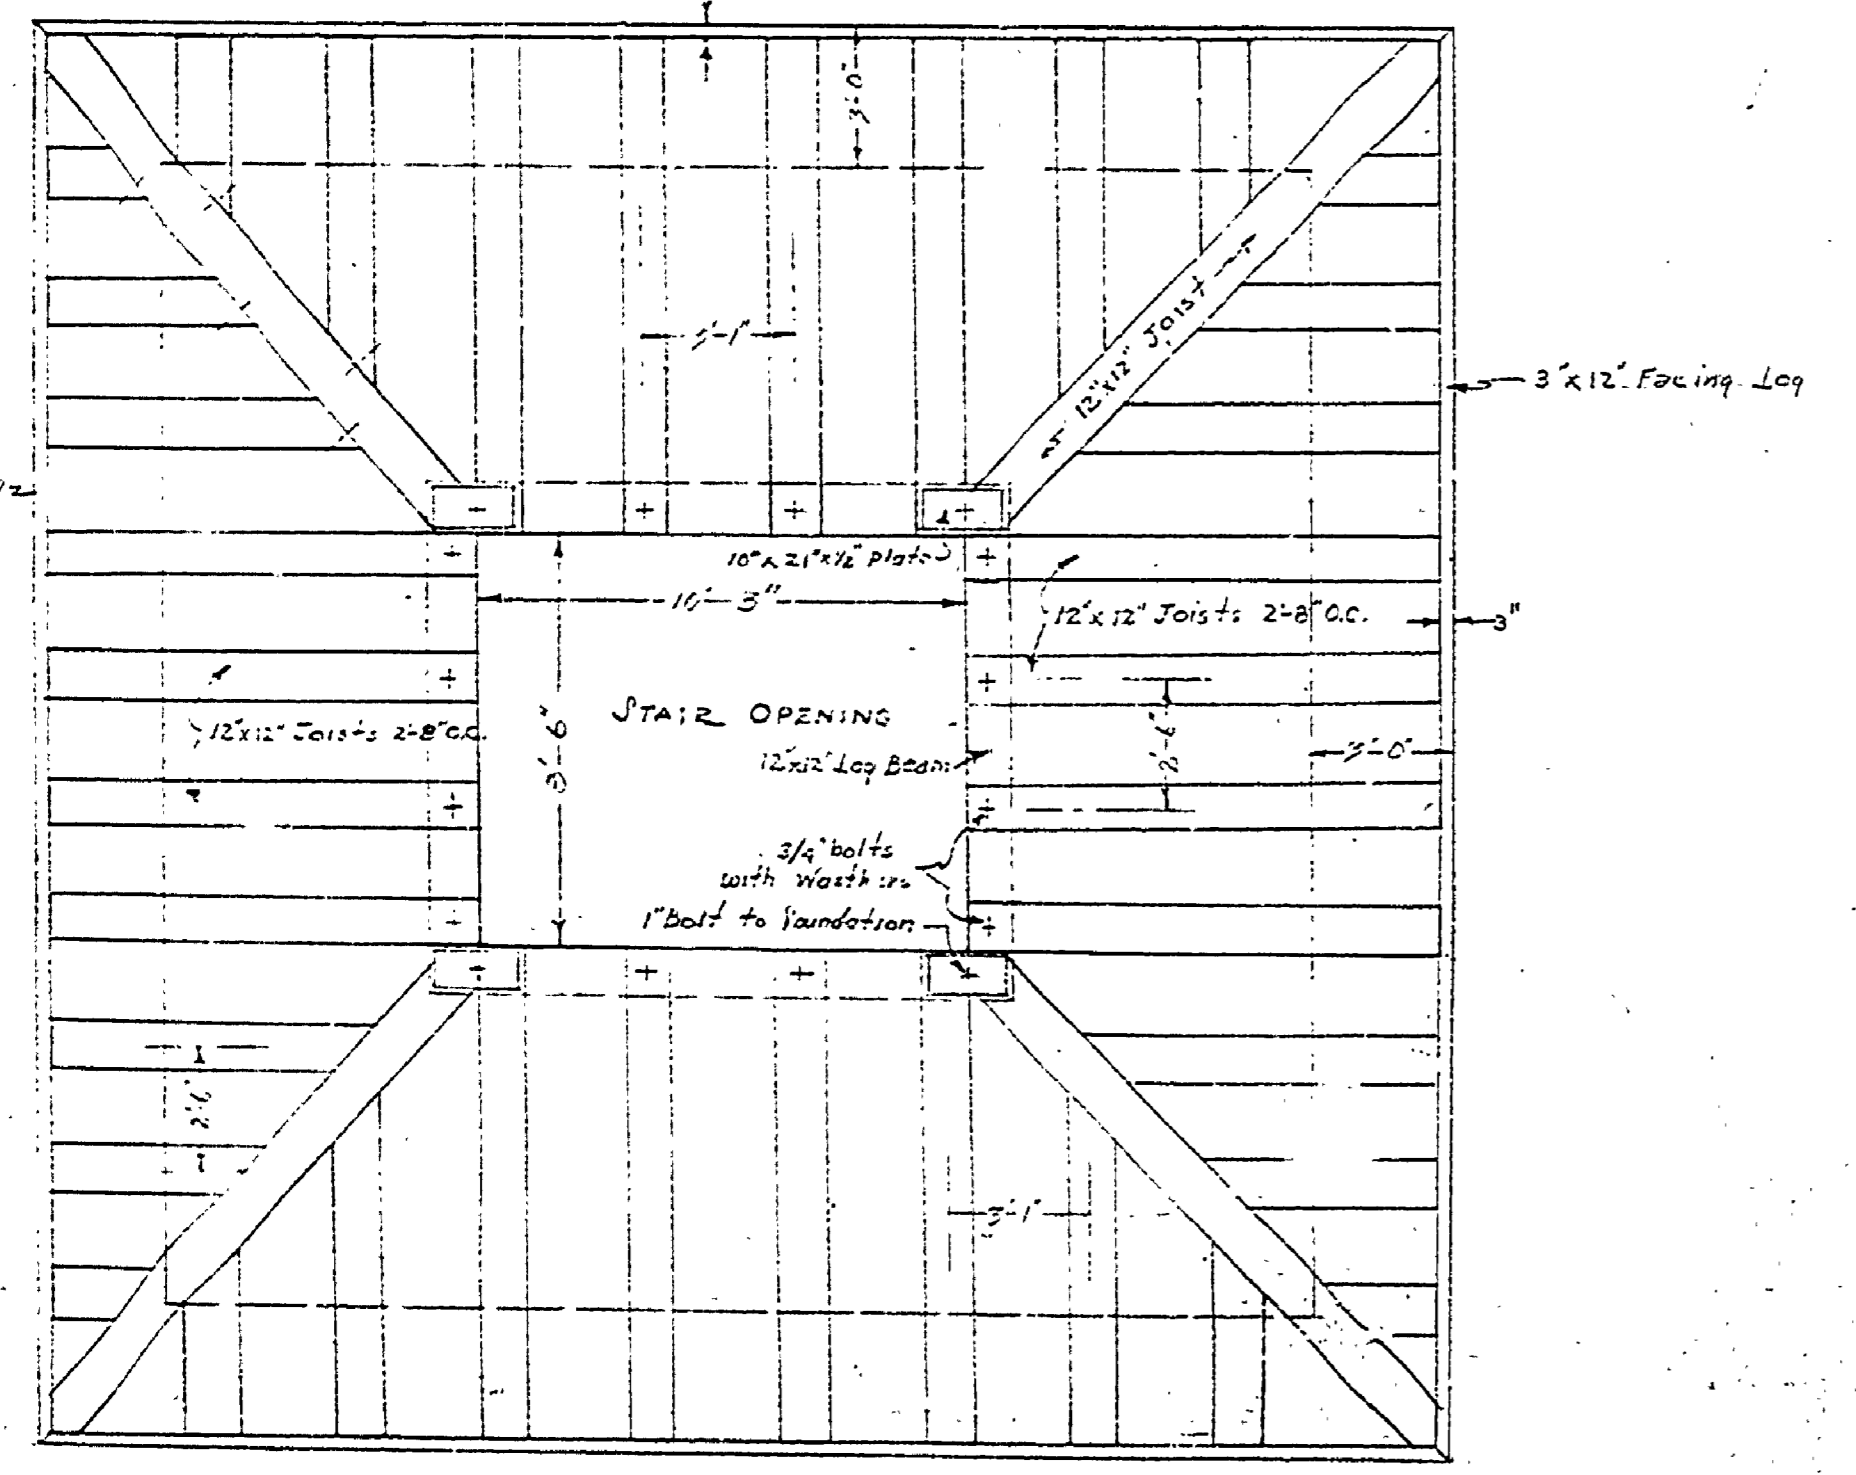 3'-0"
3'-1"
12"x12" Joist
3"x12" Facing Log
10"x21"x1/2" Plate
10'-3"
12"x12" Joists 2'-8" O.C.
3"
STAIR OPENING
12"x12" Joists 2'-8" O.C.
8'-6"
12"x12" Log Beam
2'-6"
3'-0"
3/4" bolts
with Washers
1" Bolt to foundation
2'-6"
3'-1"